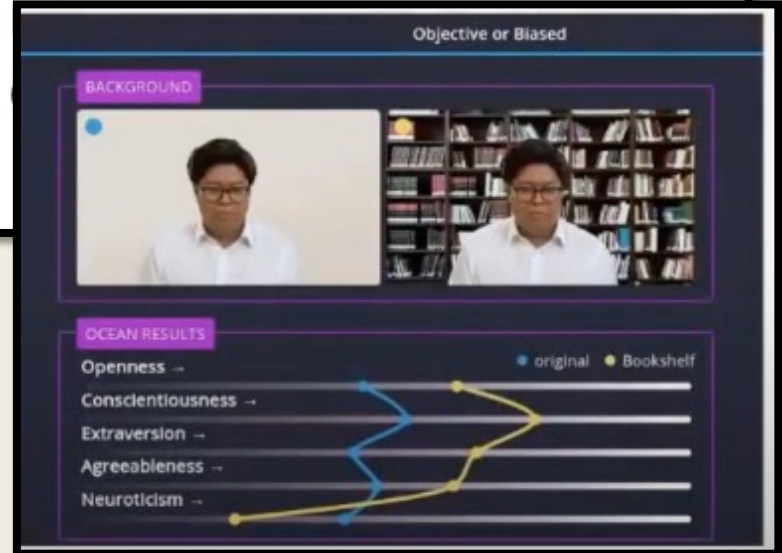 Objective or Biased
BACKGROUND
OCEAN RESULTS
original Bookshelf
Openness →
Conscientiousness →
Extraversion →
Agreeableness →
Neuroticism →